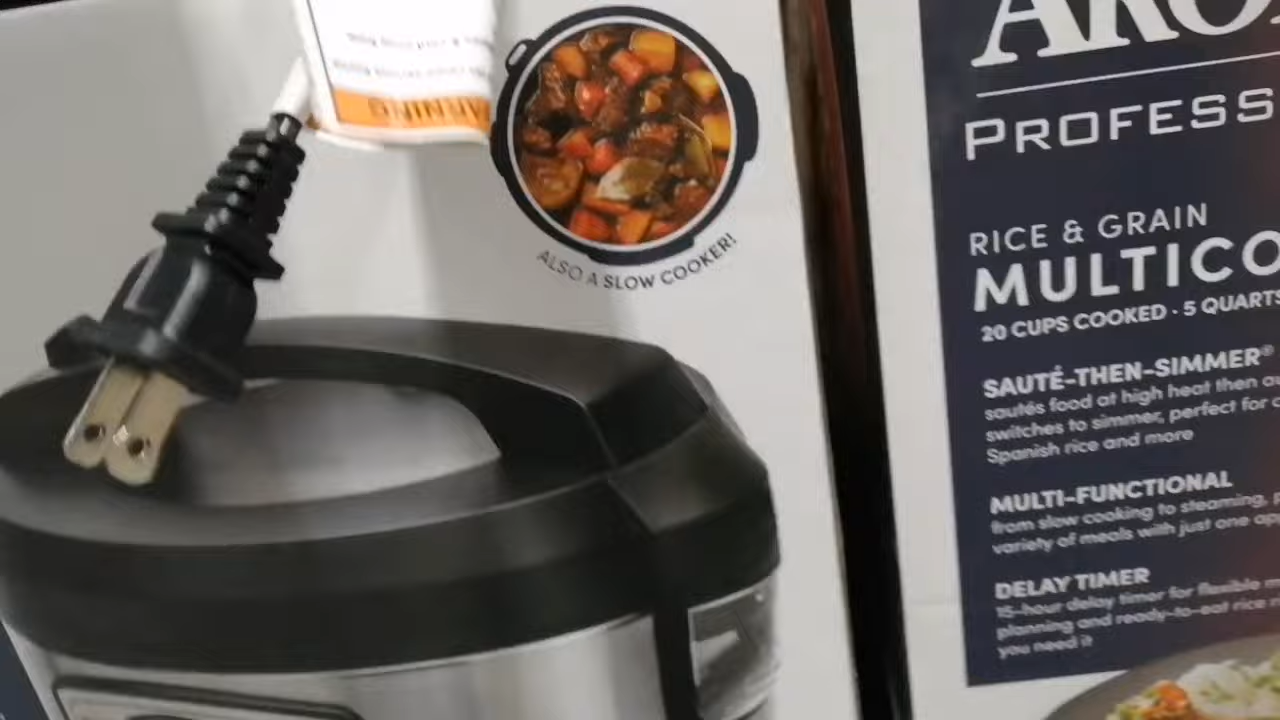 ALSO A SLOW COOKER!
ARO
PROFESS
RICE & GRAIN
MULTICO
20 CUPS COOKED · 5 QUARTS
SAUTÉ-THEN-SIMMER®
sautés food at high heat then
switches to simmer, perfect for
Spanish rice and more
MULTI-FUNCTIONAL
from slow cooking to steaming,
variety of meals with just one
DELAY TIMER
15-hour delay timer for flexible
planning and ready-to-eat rice
you need it